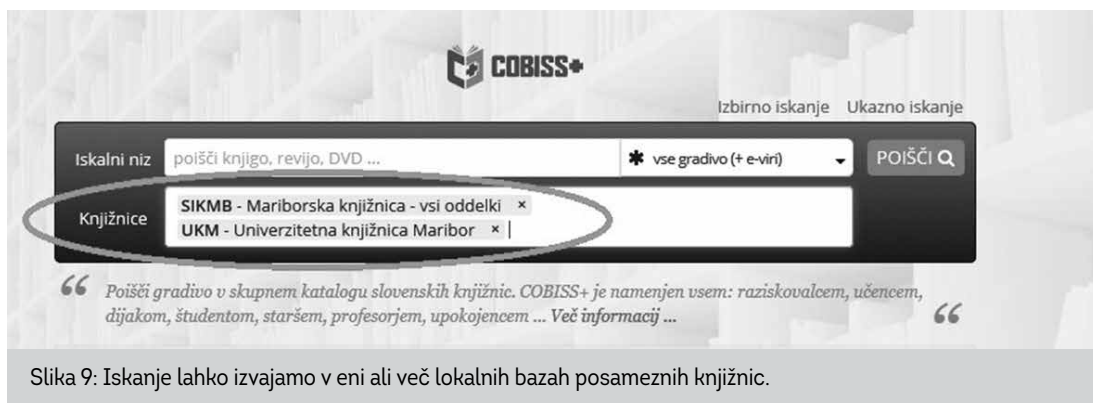 COBISS+
Izbirno iskanje Ukazno iskanje
Iskalni niz poišči knjigo, revijo, DVD ... vse gradivo (+ e-viri) POIŠČI
Knjižnice SIKMB - Mariborska knjižnica - vsi oddelki ×
UKM - Univerzitetna knjižnica Maribor ×
“ Poišči gradivo v skupnem katalogu slovenskih knjižnic. COBISS+ je namenjen vsem: raziskovalcem, učencem,
dijakom, študentom, staršem, profesorjem, upokojencem ... Več informacij ... “
Slika 9: Iskanje lahko izvajamo v eni ali več lokalnih bazah posameznih knjižnic.